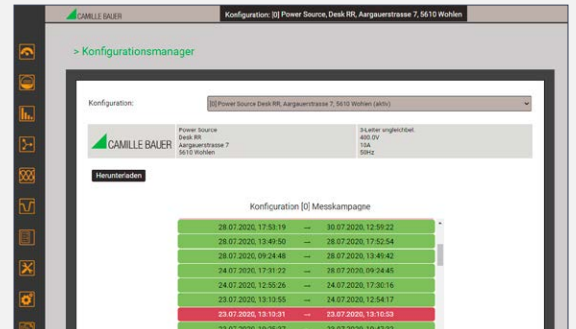 CAMILLE BAUER
Konfiguration: [0] Power Source, Desk RR, Aargauerstrasse 7, 5610 Wohlen
> Konfigurationsmanager
Konfiguration:
[0] Power Source Desk RR, Aargauerstrasse 7, 5610 Wohlen (aktiv)
CAMILLE BAUER
Power Source
Desk RR
Aargauerstrasse 7
5610 Wohlen
3-Leiter ungleichbel.
400.0V
10A
50Hz
Herunterladen
Konfiguration [0] Messkampagne
28.07.2020, 17:53:19 — 30.07.2020, 12:59:22
28.07.2020, 13:49:50 — 28.07.2020, 17:52:54
28.07.2020, 09:24:48 — 28.07.2020, 13:49:42
24.07.2020, 17:31:22 — 28.07.2020, 09:24:45
24.07.2020, 12:55:26 — 24.07.2020, 17:30:16
23.07.2020, 13:10:55 — 24.07.2020, 12:54:17
23.07.2020, 13:10:31 — 23.07.2020, 13:10:53